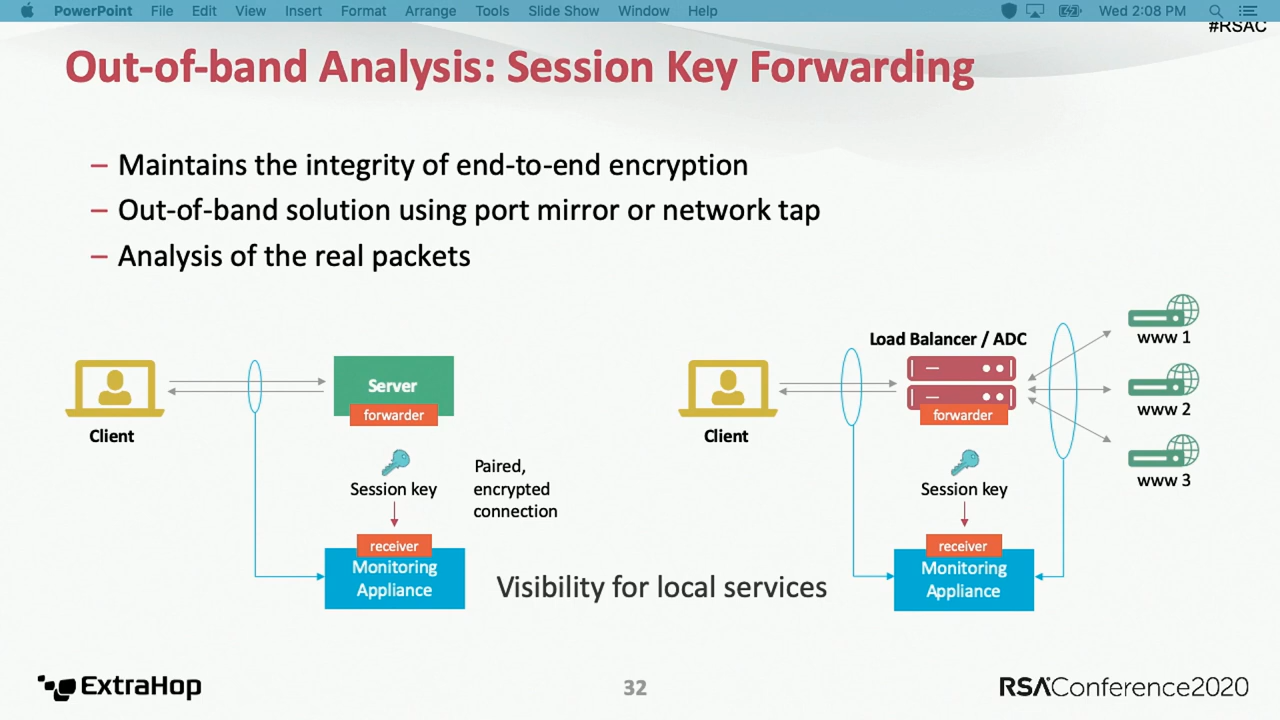 PowerPoint File Edit View Insert Format Arrange Tools Slide Show Window Help Wed 2:08 PM
#RSAC
Out-of-band Analysis: Session Key Forwarding
– Maintains the integrity of end-to-end encryption
– Out-of-band solution using port mirror or network tap
– Analysis of the real packets
Client
Server
forwarder
Session key
Paired,
encrypted
connection
receiver
Monitoring
Appliance
Visibility for local services
Client
Load Balancer / ADC
forwarder
Session key
receiver
Monitoring
Appliance
www 1
www 2
www 3
ExtraHop
32
RSAConference2020